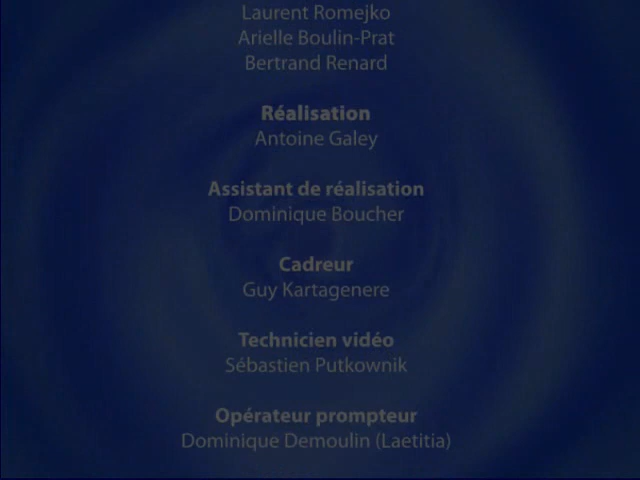 Laurent Romejko
Arielle Boulin-Prat
Bertrand Renard
Réalisation
Antoine Galey
Assistant de réalisation
Dominique Boucher
Cadreur
Guy Kartagenere
Technicien vidéo
Sébastien Putkownik
Opérateur prompteur
Dominique Demoulin (Laetitia)